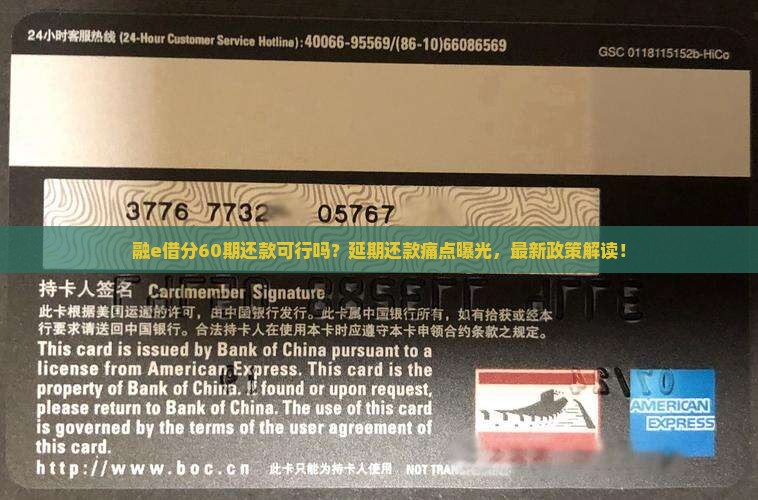 24小时客服热线 (24-Hour Customer Service Hotline):40066-95569/(86-10)66086569
GSC 0118115152b-HiCo
3776 7732 05767
融e借分60期还款可行吗？延期还款痛点曝光，最新政策解读！
持卡人签名 Cardmember Signature
此卡根据美国运通的许可，由中国银行发行。此卡属中国银行所有，如有拾获或经本
行要求请送回中国银行。合法持卡人在使用本卡时应遵守本卡申领合约条款之规定。
This card is issued by Bank of China pursuant to a
license from American Express. This card is the
property of Bank of China. If found or upon request,
please return to Bank of China. The use of this card
is governed by the terms of the user agreement of
this card.
AMERICAN
EXPRESS
http://www.boc.cn 此卡只能为持卡人使用 NOT